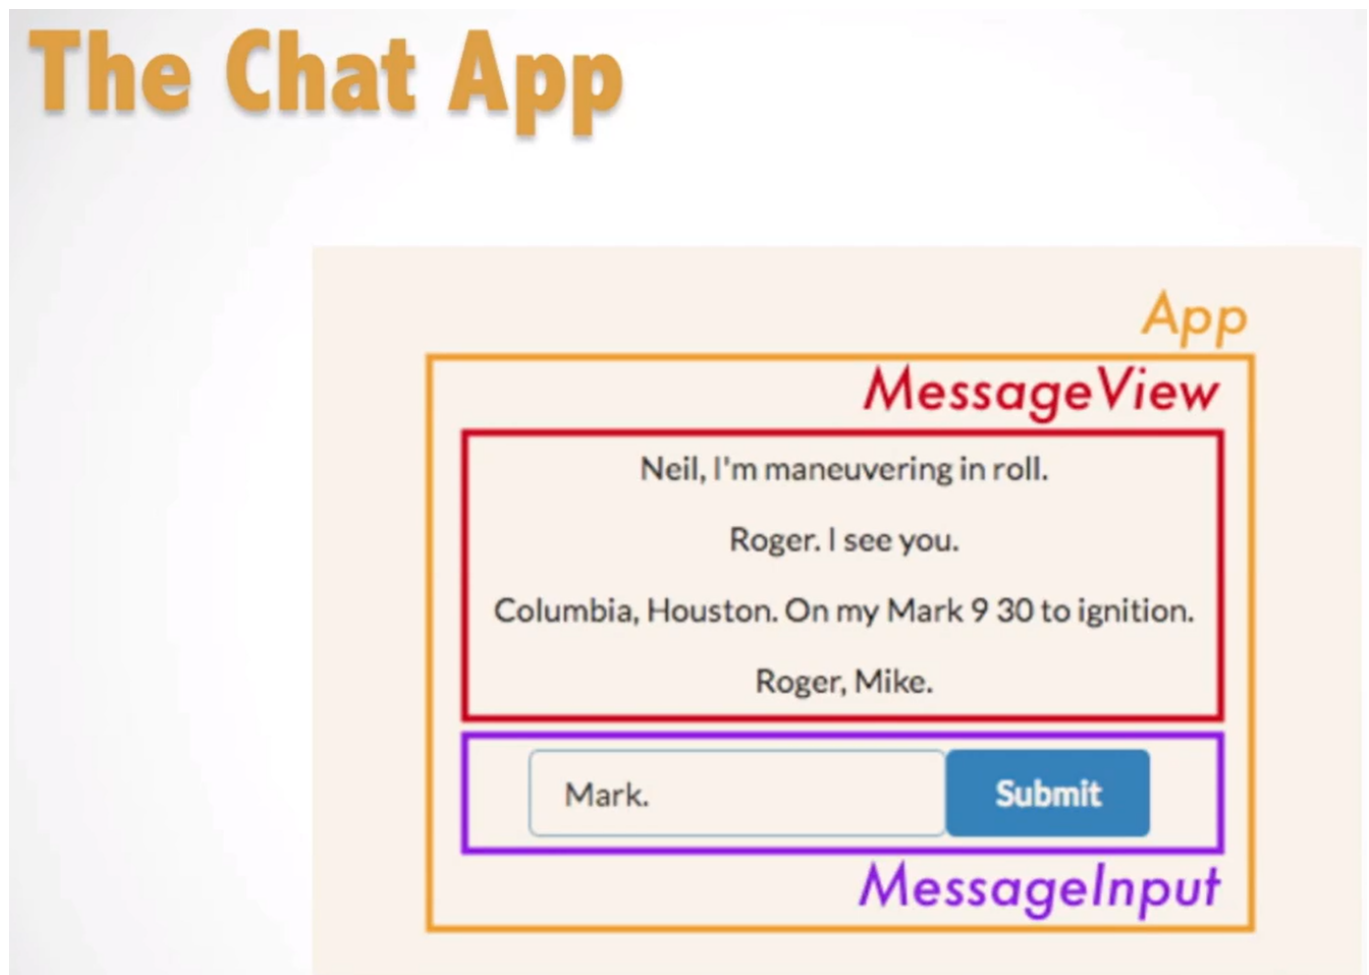 The Chat App
App
MessageView
Neil, I'm maneuvering in roll.
Roger. I see you.
Columbia, Houston. On my Mark 9 30 to ignition.
Roger, Mike.
Mark.
Submit
MessageInput